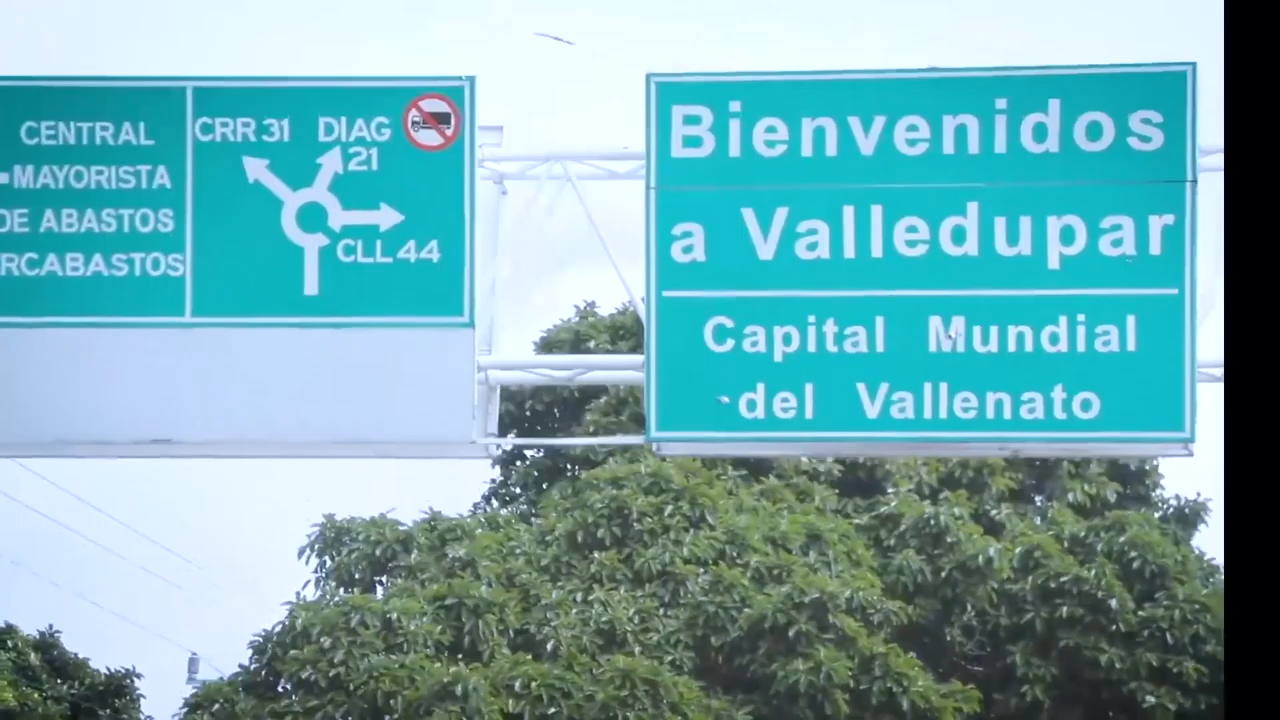 CENTRAL
MAYORISTA
DE ABASTOS
RCABASTOS
CRR 31
DIAG
21
CLL 44
Bienvenidos
a Valledupar
Capital Mundial
del Vallenato